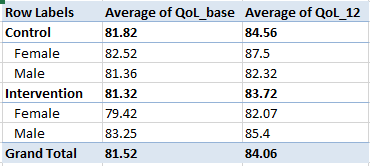 Row Labels Average of QoL_base Average of QoL_12
Control 81.82 84.56
Female 82.52 87.5
Male 81.36 82.32
Intervention 81.32 83.72
Female 79.42 82.07
Male 83.25 85.4
Grand Total 81.52 84.06